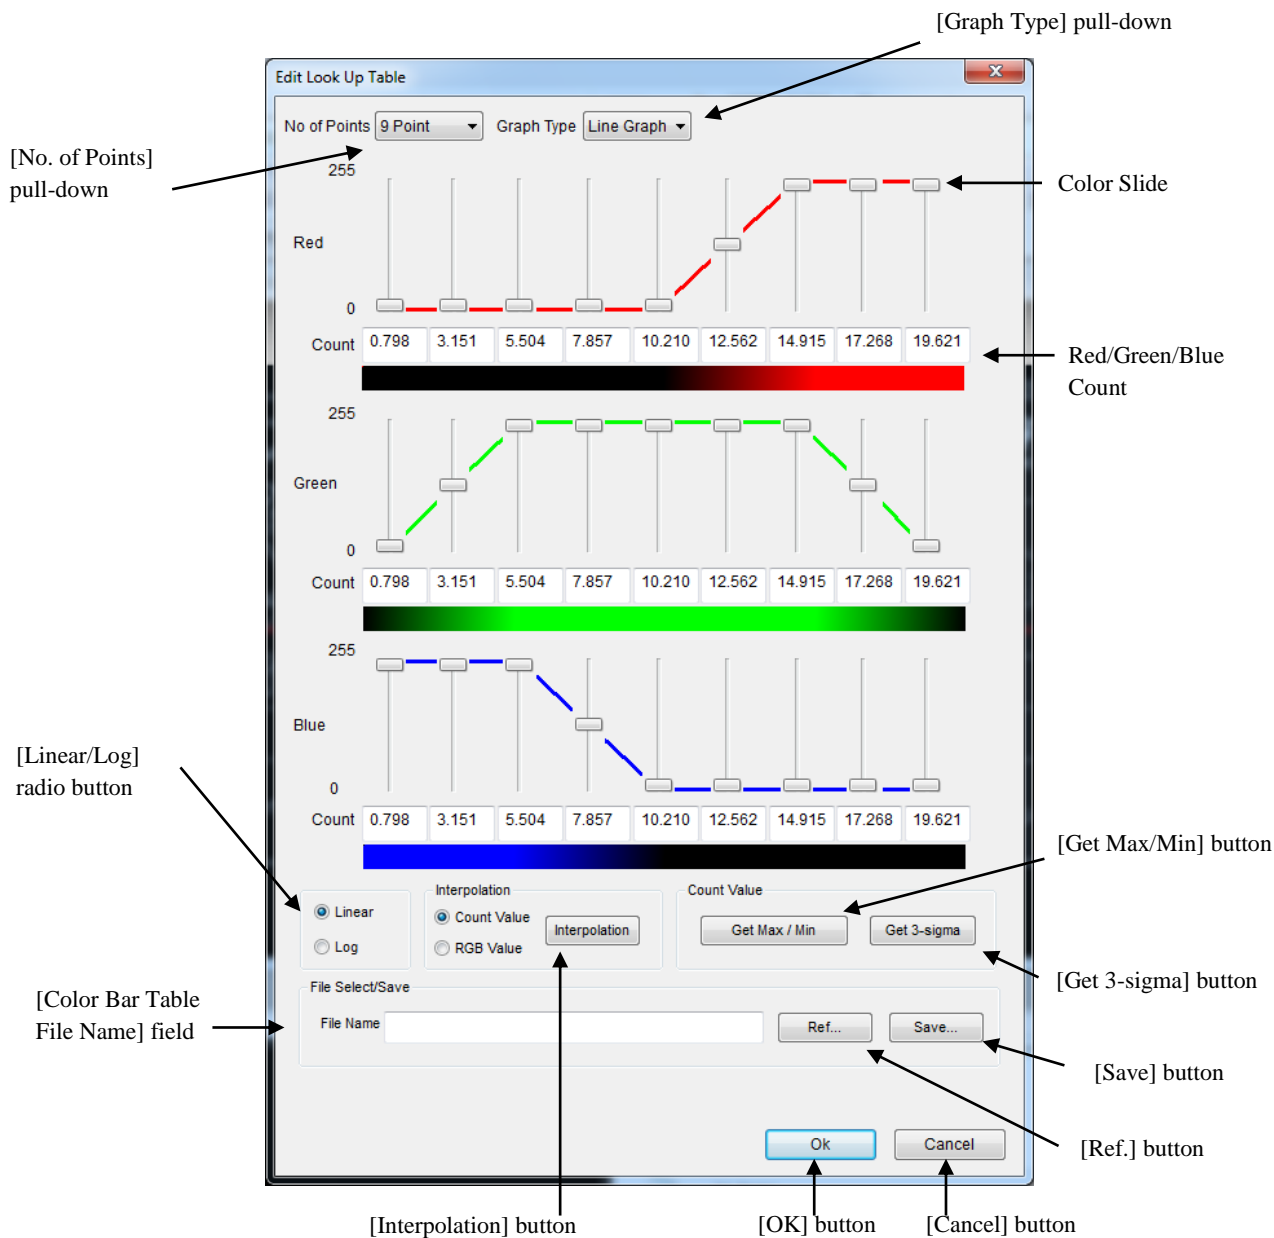 [Graph Type] pull-down
Edit Look Up Table
No of Points 9 Point Graph Type Line Graph
[No. of Points]
pull-down
255
Color Slide
Red
0
Count 0.798 3.151 5.504 7.857 10.210 12.562 14.915 17.268 19.621
Red/Green/Blue
Count
255
Green
0
Count 0.798 3.151 5.504 7.857 10.210 12.562 14.915 17.268 19.621
255
Blue
[Linear/Log]
radio button
0
Count 0.798 3.151 5.504 7.857 10.210 12.562 14.915 17.268 19.621
[Get Max/Min] button
Interpolation Count Value
Linear Count Value Interpolation Get Max / Min Get 3-sigma
Log RGB Value
[Get 3-sigma] button
File Select/Save
[Color Bar Table
File Name] field
File Name Ref... Save...
[Save] button
Ok Cancel
[Ref.] button
[Interpolation] button [OK] button [Cancel] button